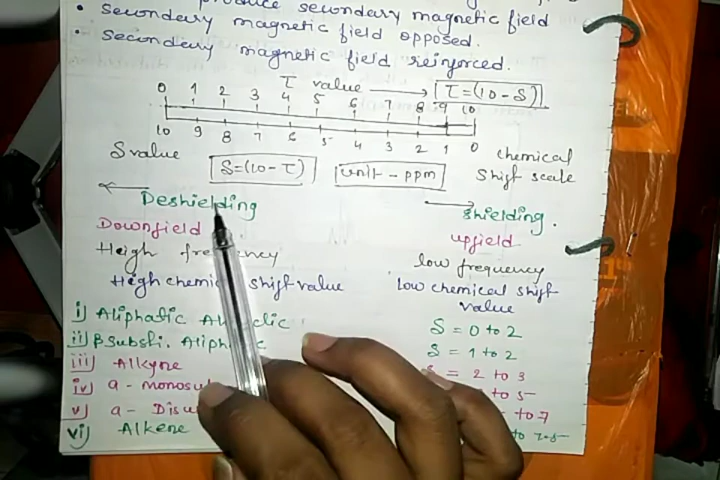 produce secondary magnetic field
• secondary magnetic field opposed.
• secondary magnetic field reinforced.
τ value → τ=(10-δ)
0 1 2 3 4 5 6 7 8 9 10
10 9 8 7 6 5 4 3 2 1 0
δ value δ=(10-τ) unit - ppm chemical shift scale
← Deshielding → shielding.
Downfield upfield
High frequency low frequency
High chemical shift value Low chemical shift value
i) Aliphatic δ = 0 to 2
ii) β substi. δ = 1 to 2
iii) Alkyne = 2 to 3
iv) α - to 5
v) α - to 7
vi) Alkene to 7.5